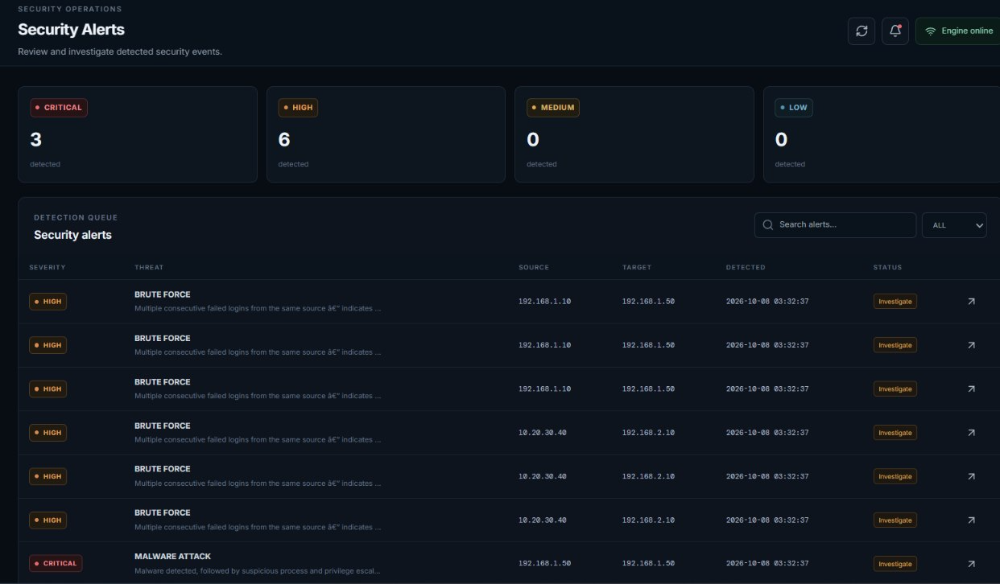 SECURITY OPERATIONS
Security Alerts
Review and investigate detected security events.
Engine online
CRITICAL HIGH MEDIUM LOW
3 6 0 0
detected detected detected detected
DETECTION QUEUE
Security alerts
Search alerts...
ALL
SEVERITY THREAT SOURCE TARGET DETECTED STATUS
HIGH BRUTE FORCE 192.168.1.10 192.168.1.50 2026-10-08 03:32:37 Investigate
Multiple consecutive failed logins from the same source â€” indicates ...
HIGH BRUTE FORCE 192.168.1.10 192.168.1.50 2026-10-08 03:32:37 Investigate
Multiple consecutive failed logins from the same source â€” indicates ...
HIGH BRUTE FORCE 192.168.1.10 192.168.1.50 2026-10-08 03:32:37 Investigate
Multiple consecutive failed logins from the same source â€” indicates ...
HIGH BRUTE FORCE 10.20.30.40 192.168.2.10 2026-10-08 03:32:37 Investigate
Multiple consecutive failed logins from the same source â€” indicates ...
HIGH BRUTE FORCE 10.20.30.40 192.168.2.10 2026-10-08 03:32:37 Investigate
Multiple consecutive failed logins from the same source â€” indicates ...
HIGH BRUTE FORCE 10.20.30.40 192.168.2.10 2026-10-08 03:32:37 Investigate
Multiple consecutive failed logins from the same source â€” indicates ...
CRITICAL MALWARE ATTACK 192.168.1.50 192.168.1.50 2026-10-08 03:32:37 Investigate
Malware detected, followed by suspicious process and privilege escal...